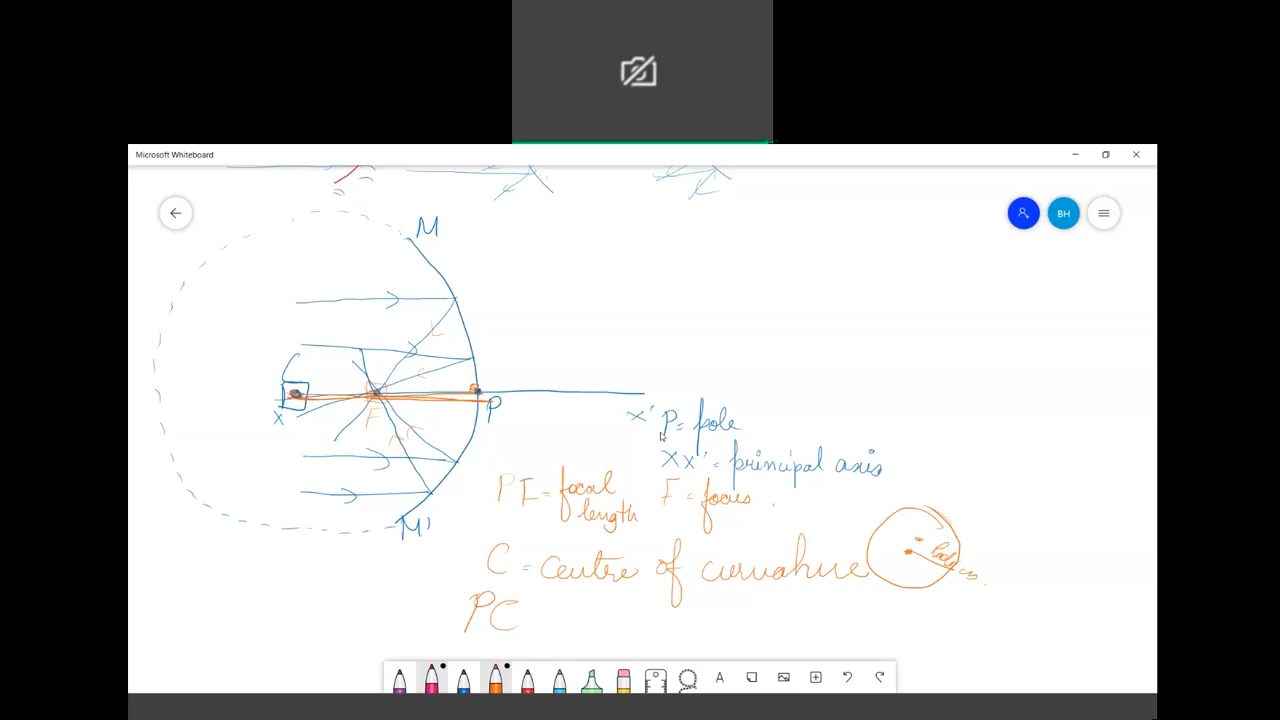 Microsoft Whiteboard
BH
M
C
F
X
P
X'
M'
P = pole
XX' = principal axis
PF = focal length
F = focus
C = centre of curvature
PC
A